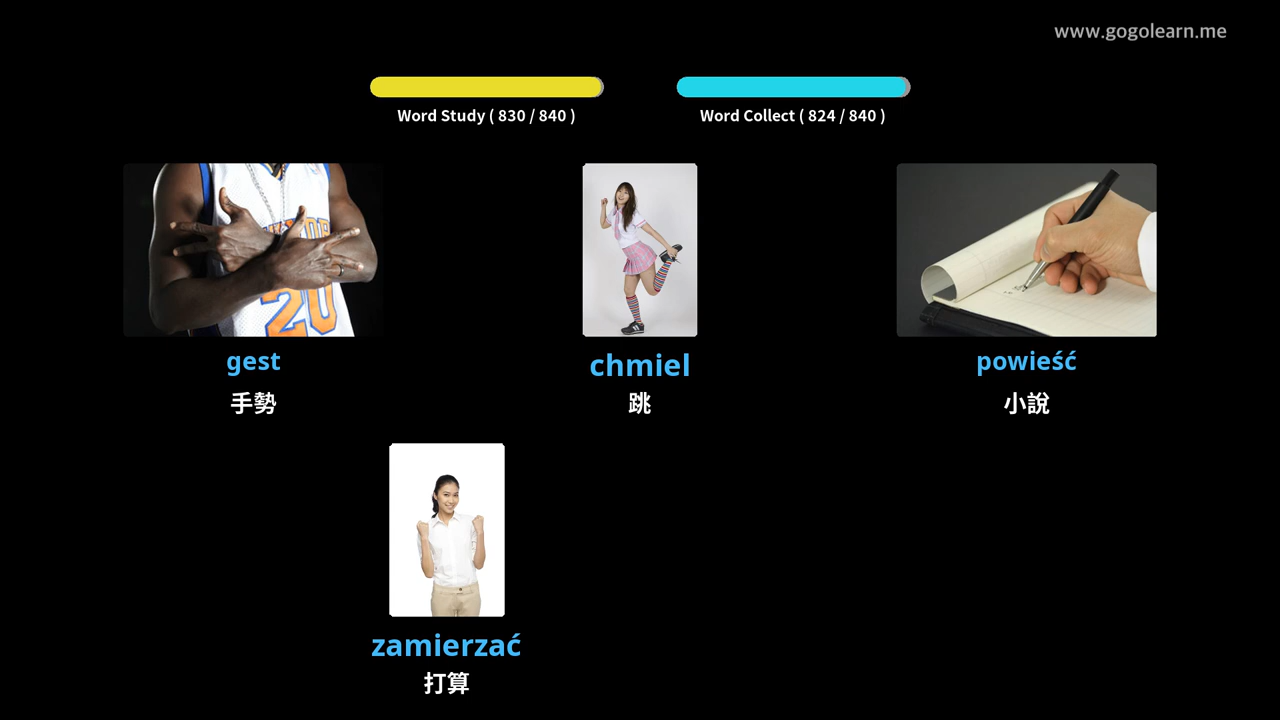 www.gogolearn.me
Word Study ( 830 / 840 )
Word Collect ( 824 / 840 )
20
gest
chmiel
powieść
手勢
跳
小說
zamierzać
打算